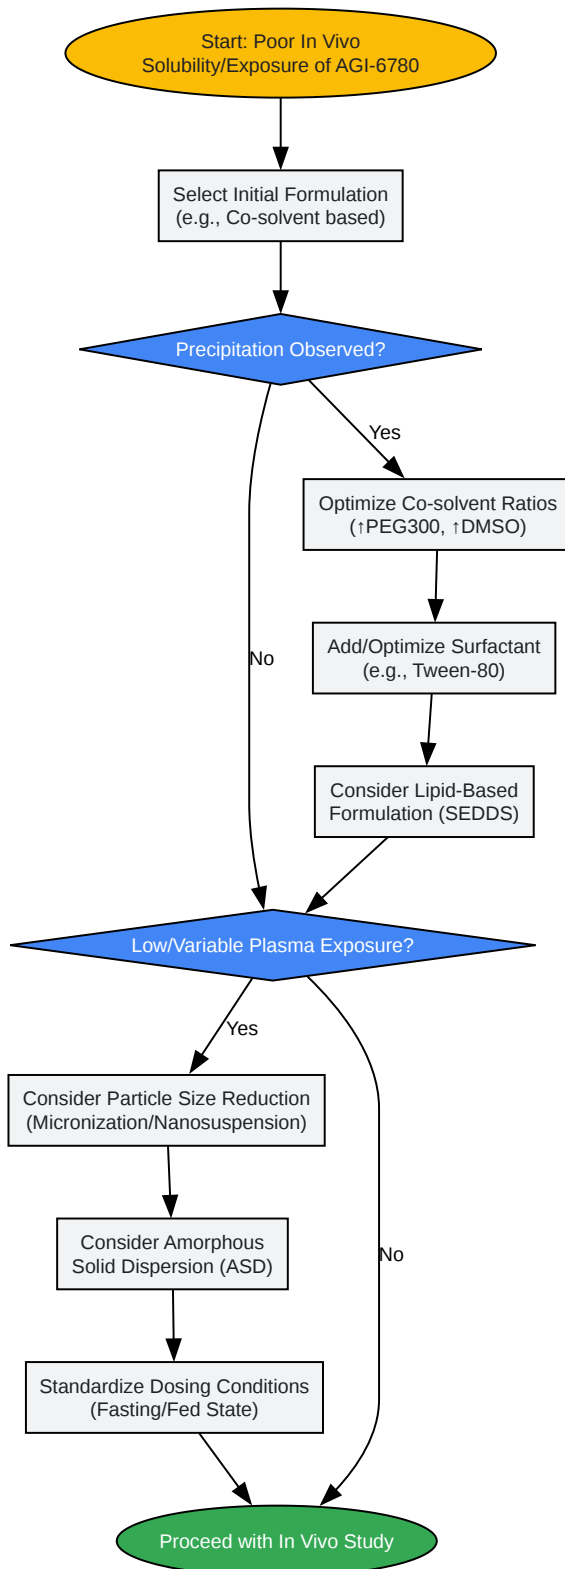 Start: Poor In Vivo
Solubility/Exposure of AGI-6780
Select Initial Formulation
(e.g., Co-solvent based)
Precipitation Observed?
Yes
Optimize Co-solvent Ratios
(↑PEG300, ↑DMSO)
Add/Optimize Surfactant
(e.g., Tween-80)
No
Consider Lipid-Based
Formulation (SEDDS)
Low/Variable Plasma Exposure?
Yes
Consider Particle Size Reduction
(Micronization/Nanosuspension)
Consider Amorphous
Solid Dispersion (ASD)
No
Standardize Dosing Conditions
(Fasting/Fed State)
Proceed with In Vivo Study